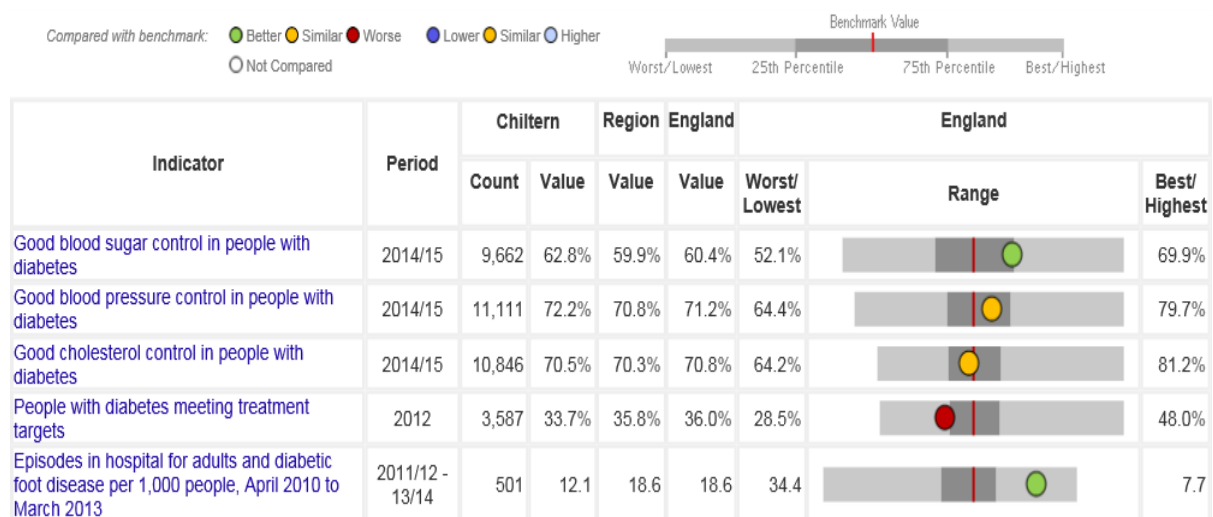 Compared with benchmark: Better Similar Worse Lower Similar Higher
Not Compared
Benchmark Value
Worst/Lowest 25th Percentile 75th Percentile Best/Highest
Indicator Period Chiltern Region England England
Count Value Value Value Worst/ Lowest Range Best/ Highest
Good blood sugar control in people with
diabetes 2014/15 9,662 62.8% 59.9% 60.4% 52.1% 69.9%
Good blood pressure control in people with
diabetes 2014/15 11,111 72.2% 70.8% 71.2% 64.4% 79.7%
Good cholesterol control in people with
diabetes 2014/15 10,846 70.5% 70.3% 70.8% 64.2% 81.2%
People with diabetes meeting treatment
targets 2012 3,587 33.7% 35.8% 36.0% 28.5% 48.0%
Episodes in hospital for adults and diabetic
foot disease per 1,000 people, April 2010 to
March 2013 2011/12 - 13/14 501 12.1 18.6 18.6 34.4 7.7